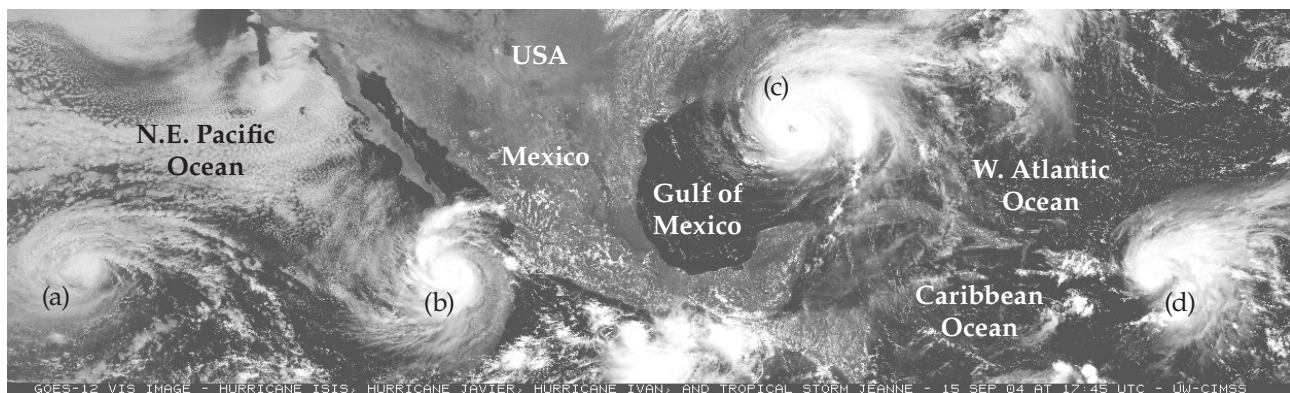 USA
(c)
N.E. Pacific
Ocean
Mexico
W. Atlantic
Ocean
Gulf of
Mexico
(a)
(b)
Caribbean
Ocean
(d)
GOES-12 VIS IMAGE - HURRICANE ISIS, HURRICANE JAVIER, HURRICANE IVAN, AND TROPICAL STORM JEANNE - 15 SEP 04 AT 17:45 UTC - UW-CIMSS